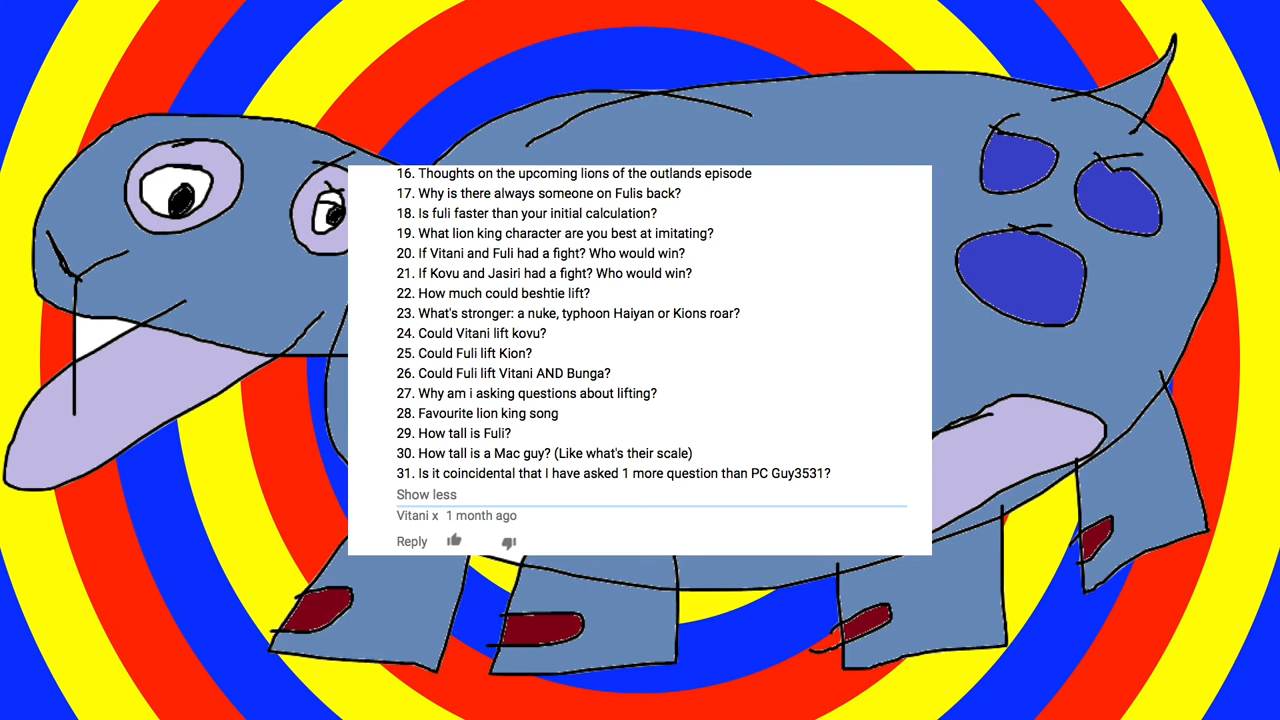 16. Thoughts on the upcoming lions of the outlands episode
17. Why is there always someone on Fulis back?
18. Is fuli faster than your initial calculation?
19. What lion king character are you best at imitating?
20. If Vitani and Fuli had a fight? Who would win?
21. If Kovu and Jasiri had a fight? Who would win?
22. How much could beshtie lift?
23. What's stronger: a nuke, typhoon Haiyan or Kions roar?
24. Could Vitani lift kovu?
25. Could Fuli lift Kion?
26. Could Fuli lift Vitani AND Bunga?
27. Why am i asking questions about lifting?
28. Favourite lion king song
29. How tall is Fuli?
30. How tall is a Mac guy? (Like what's their scale)
31. Is it coincidental that I have asked 1 more question than PC Guy3531?
Show less
Vitani x 1 month ago
Reply